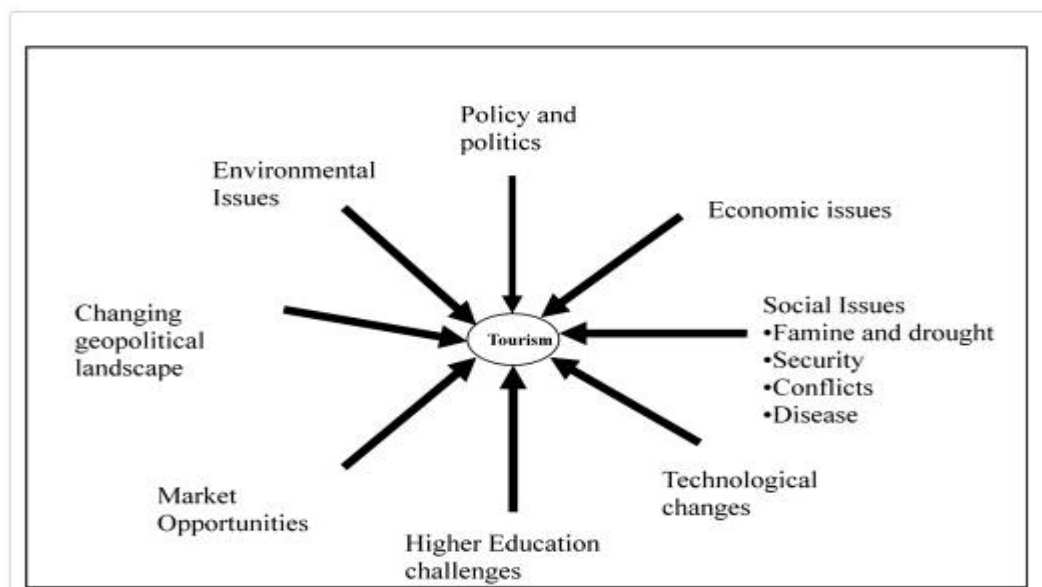 Policy and
politics
Environmental
Issues
Economic issues
Changing
geopolitical
landscape
Tourism
Social Issues
•Famine and drought
•Security
•Conflicts
•Disease
Market
Opportunities
Technological
changes
Higher Education
challenges